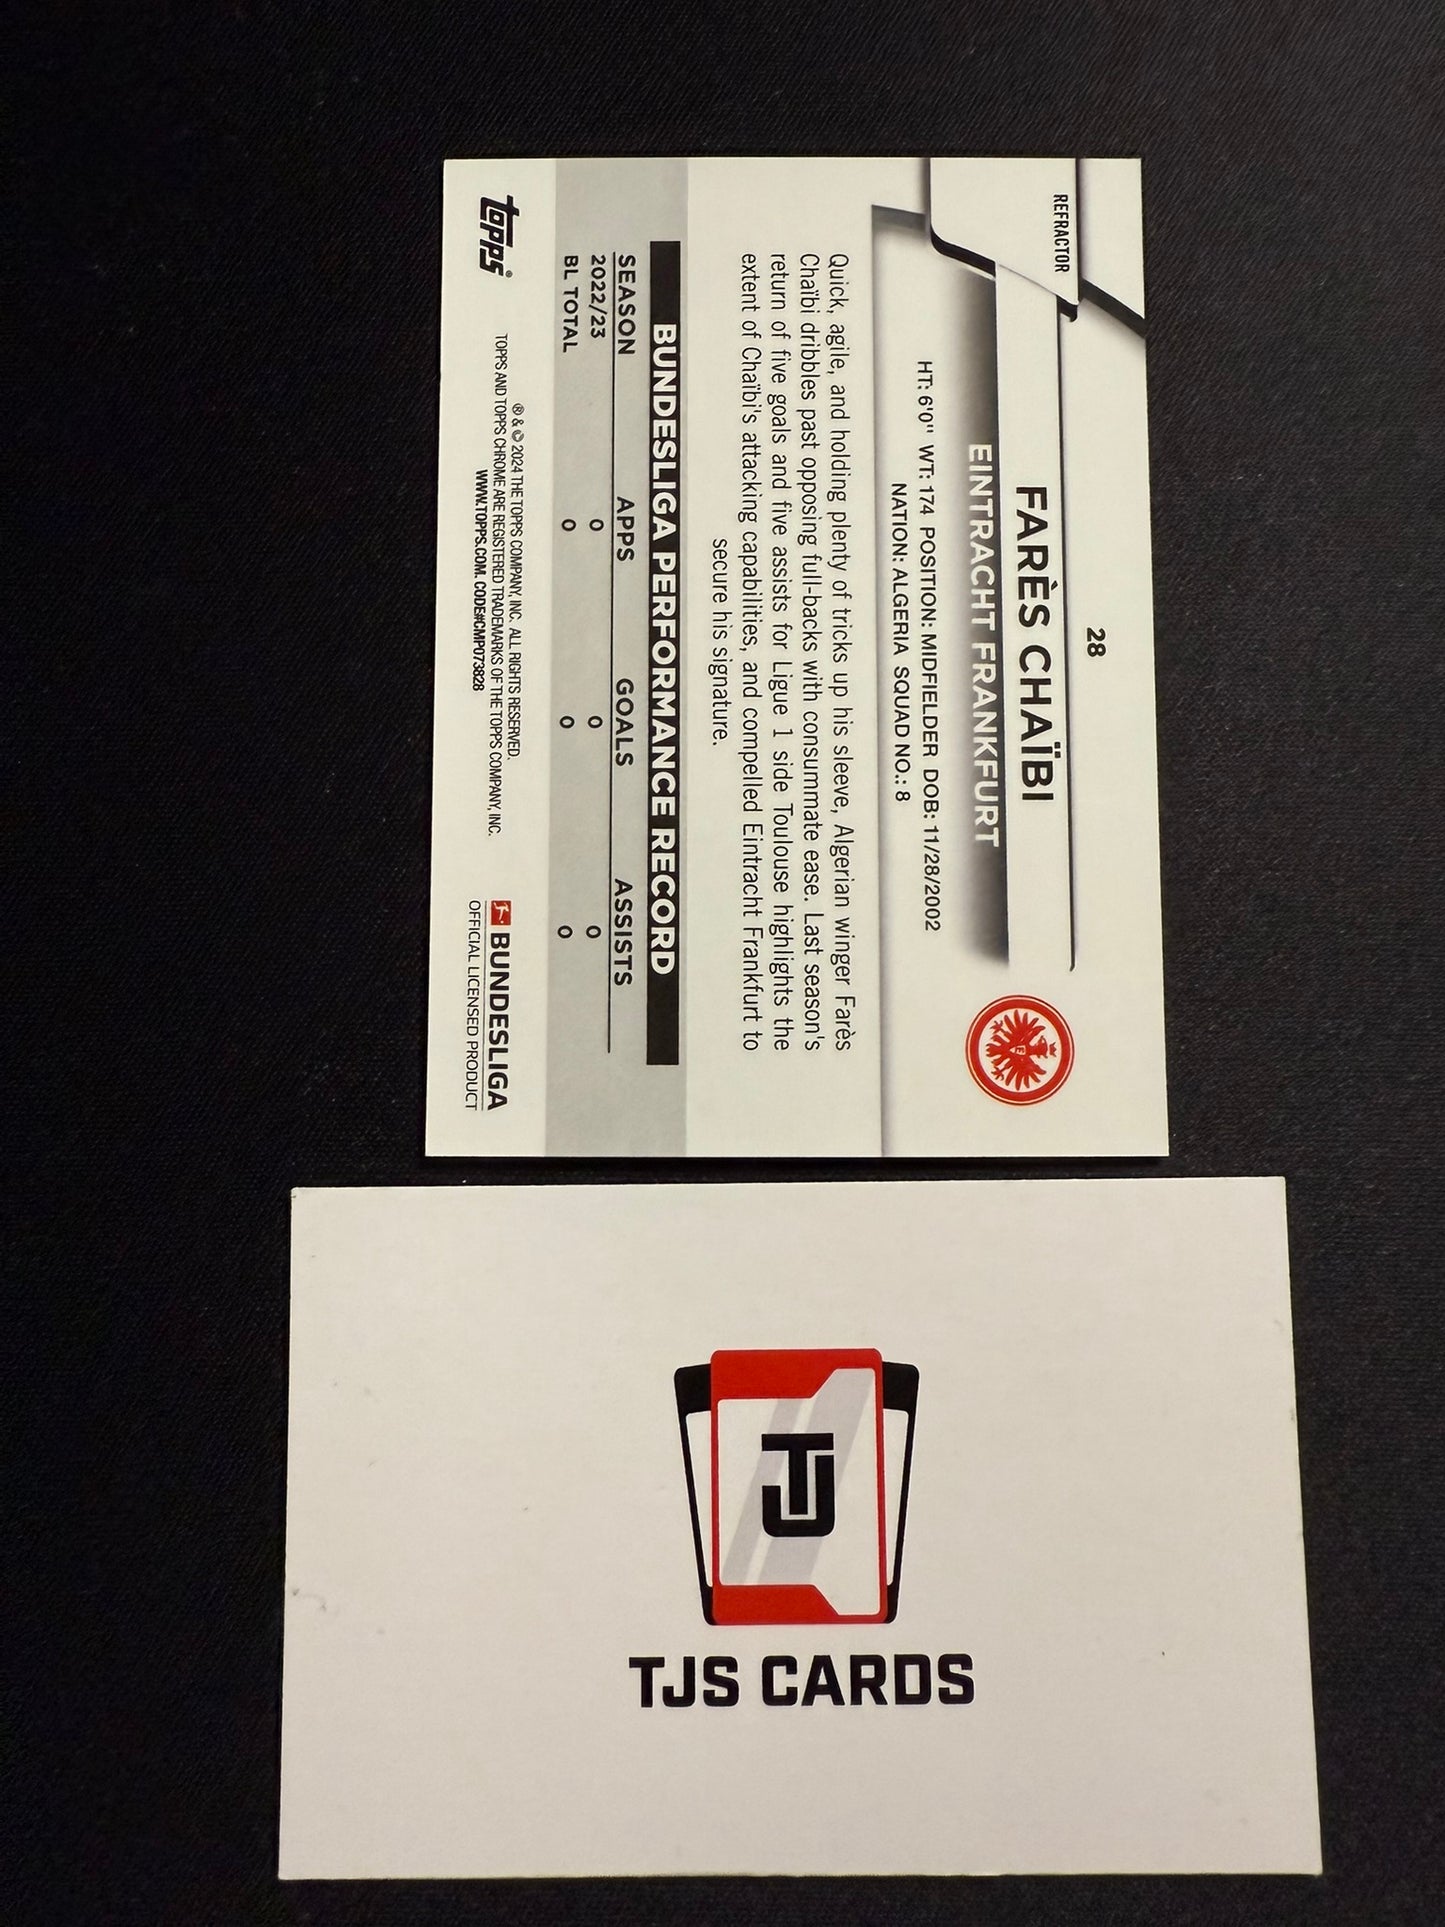 REFRACTOR
28
FARÈS CHAÏBI
EINTRACHT FRANKFURT
HT: 6'0" WT: 174 POSITION: MIDFIELDER DOB: 11/28/2002
NATION: ALGERIA SQUAD NO.: 8
Quick, agile, and holding plenty of tricks up his sleeve, Algerian winger Farès
Chaïbi dribbles past opposing full-backs with consummate ease. Last season's
return of five goals and five assists for Ligue 1 side Toulouse highlights the
extent of Chaïbi's attacking capabilities, and compelled Eintracht Frankfurt to
secure his signature.
BUNDESLIGA PERFORMANCE RECORD
SEASON APPS GOALS ASSISTS
2022/23 0 0 0
BL TOTAL 0 0 0
topps®
® & © 2024 THE TOPPS COMPANY, INC. ALL RIGHTS RESERVED.
TOPPS AND TOPPS CHROME ARE REGISTERED TRADEMARKS OF THE TOPPS COMPANY, INC.
WWW.TOPPS.COM. CODE#CMP073828
BUNDESLIGA
OFFICIAL LICENSED PRODUCT
TJ
TJS CARDS